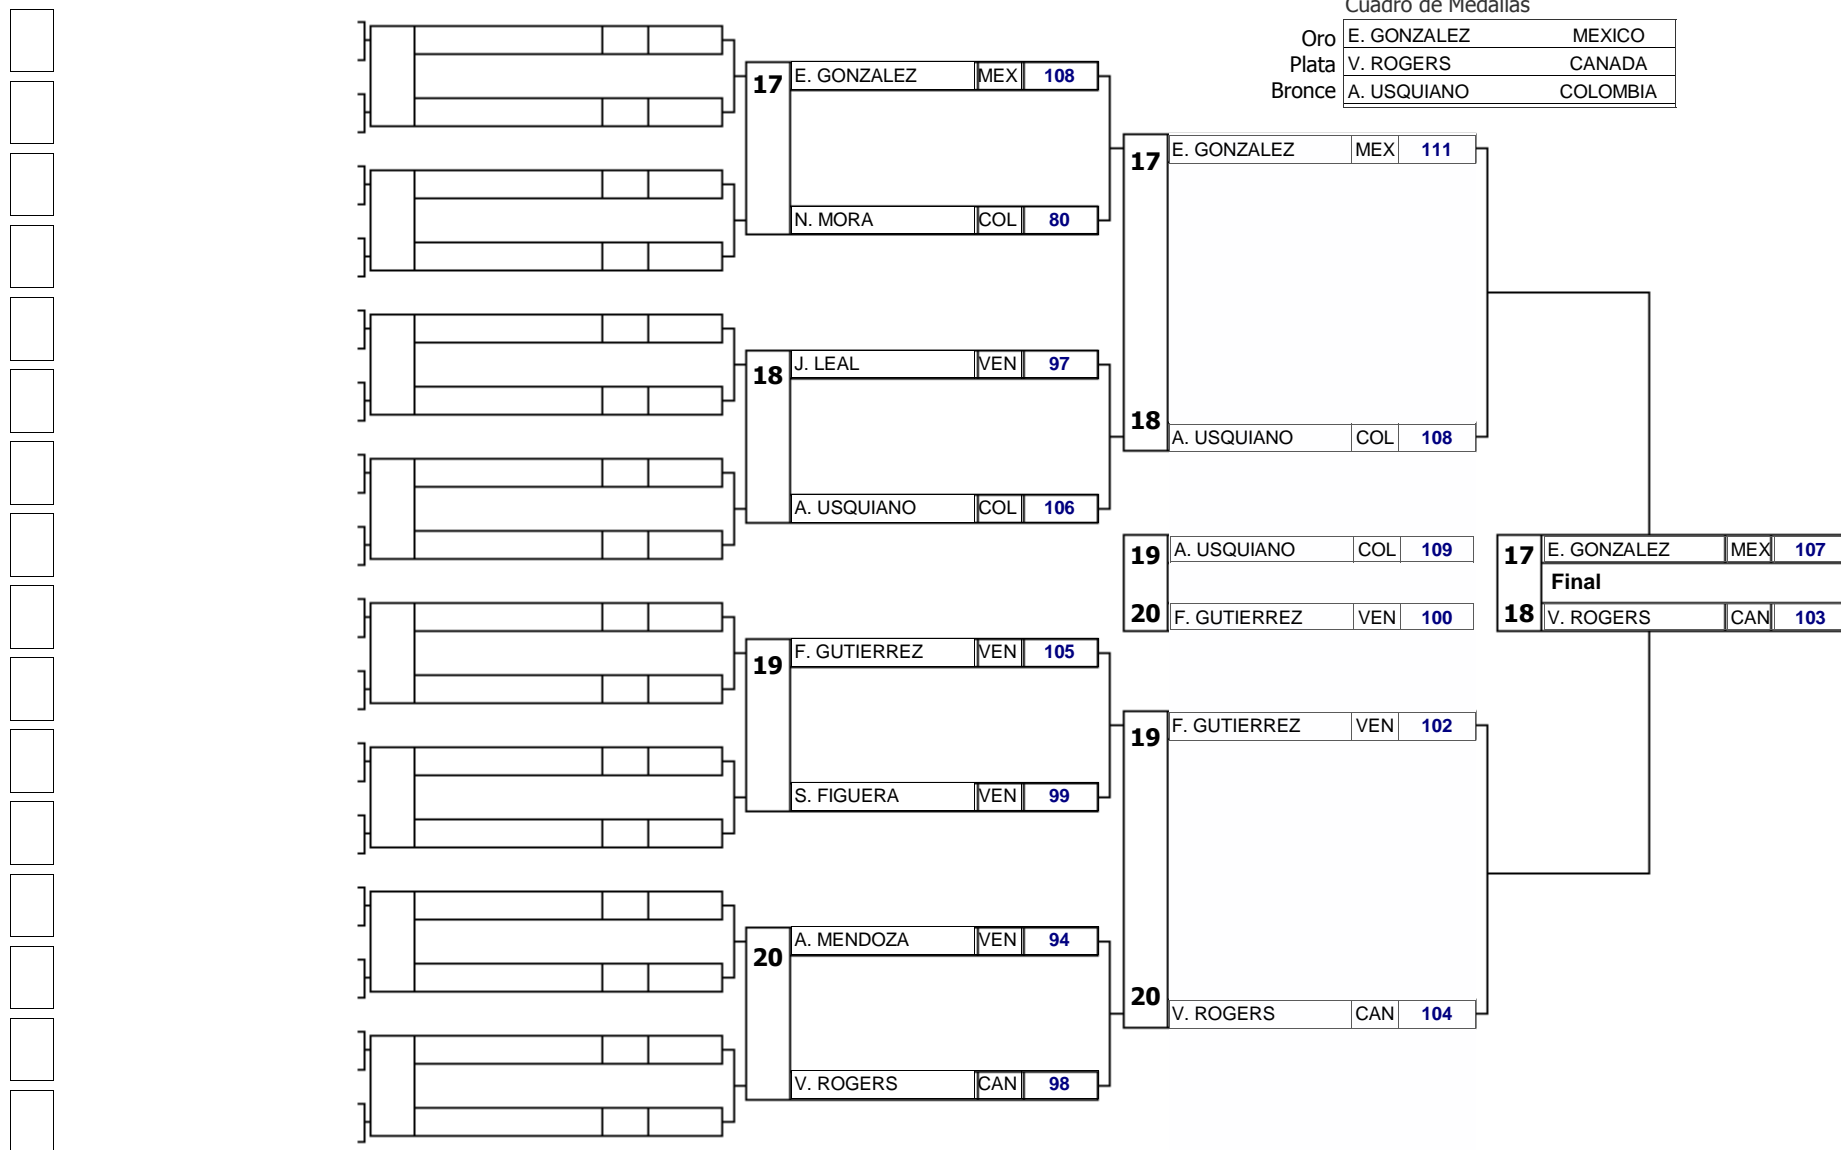 Cuadro de Medallas
Oro E. GONZALEZ MEXICO
Plata V. ROGERS CANADA
Bronce A. USQUIANO COLOMBIA
17 E. GONZALEZ MEX 108
N. MORA COL 80
18 J. LEAL VEN 97
A. USQUIANO COL 106
19 F. GUTIERREZ VEN 105
S. FIGUERA VEN 99
20 A. MENDOZA VEN 94
V. ROGERS CAN 98
17 E. GONZALEZ MEX 111
18 A. USQUIANO COL 108
19 A. USQUIANO COL 109
20 F. GUTIERREZ VEN 100
19 F. GUTIERREZ VEN 102
20 V. ROGERS CAN 104
17 E. GONZALEZ MEX 107
Final
18 V. ROGERS CAN 103